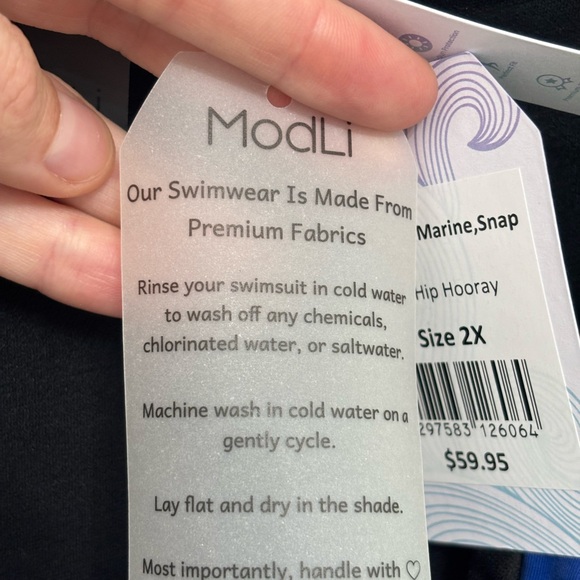 ModLi
Our Swimwear Is Made From
Premium Fabrics
Rinse your swimsuit in cold water
to wash off any chemicals,
chlorinated water, or saltwater.
Machine wash in cold water on a
gently cycle.
Lay flat and dry in the shade.
Most importantly, handle with ♡
Marine,Snap
Hip Hooray
Size 2X
297583 126064
$59.95